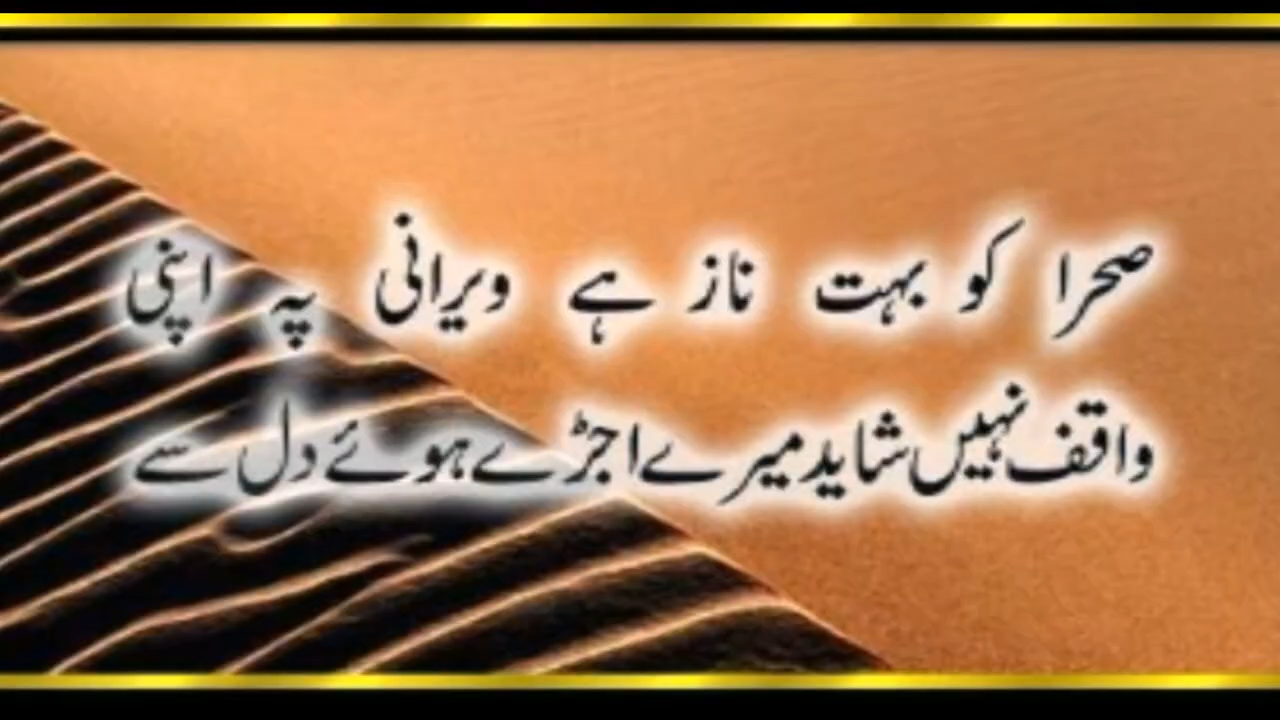 صحرا کو بہت ناز ہے ویرانی پہ اپنی
واقف نہیں شاید میرے اجڑے ہوئے دل سے